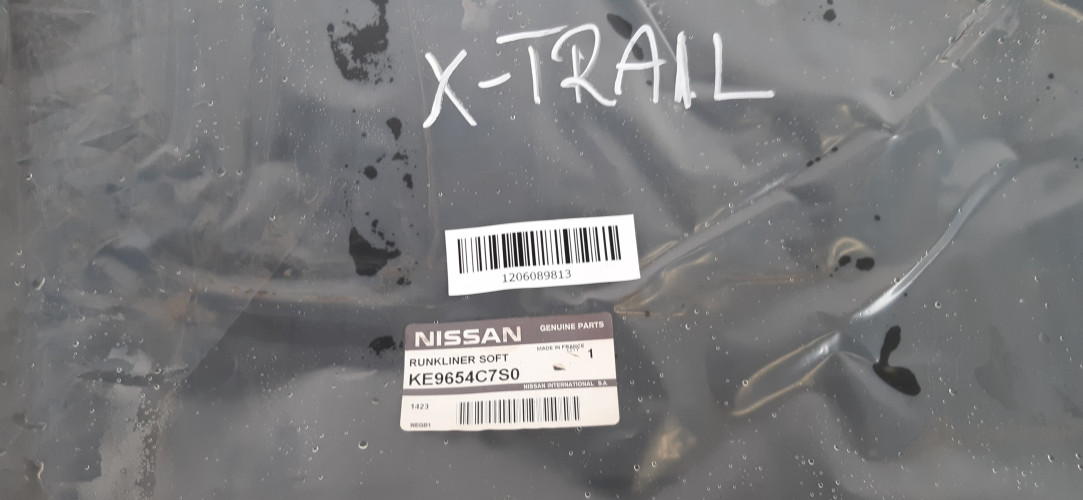 X-TRAIL
1206089813
NISSAN GENUINE PARTS
MADE IN FRANCE
RUNKLINER SOFT 1
KE9654C7S0
NISSAN INTERNATIONAL SA
1423